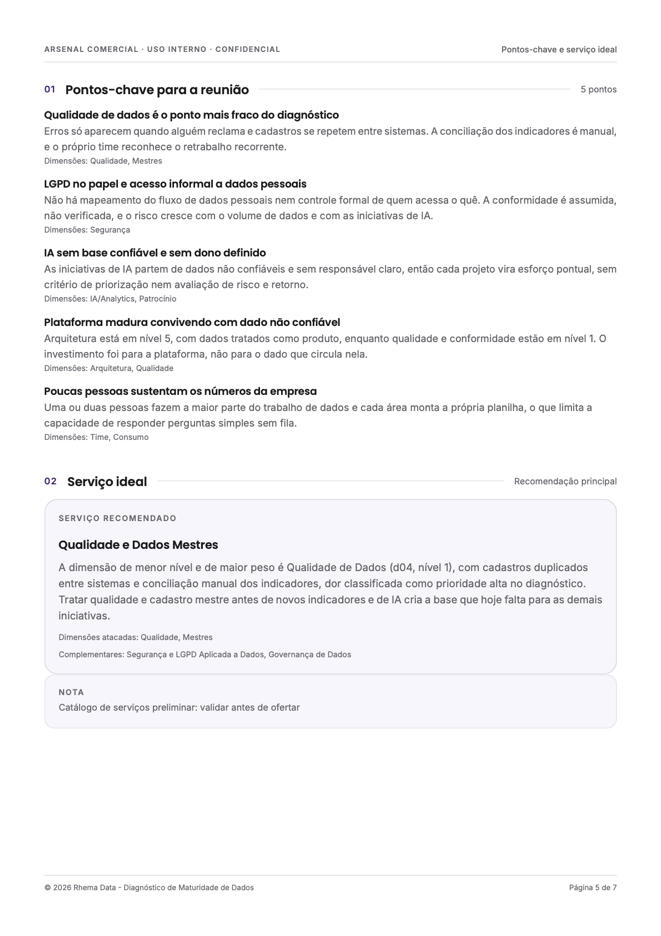 ARSENAL COMERCIAL · USO INTERNO · CONFIDENCIAL
Pontos-chave e serviço ideal
01 Pontos-chave para a reunião
5 pontos
Qualidade de dados é o ponto mais fraco do diagnóstico
Erros só aparecem quando alguém reclama e cadastros se repetem entre sistemas. A conciliação dos indicadores é manual,
e o próprio time reconhece o retrabalho recorrente.
Dimensões: Qualidade, Mestres
LGPD no papel e acesso informal a dados pessoais
Não há mapeamento do fluxo de dados pessoais nem controle formal de quem acessa o quê. A conformidade é assumida,
não verificada, e o risco cresce com o volume de dados e com as iniciativas de IA.
Dimensões: Segurança
IA sem base confiável e sem dono definido
As iniciativas de IA partem de dados não confiáveis e sem responsável claro, então cada projeto vira esforço pontual, sem
critério de priorização nem avaliação de risco e retorno.
Dimensões: IA/Analytics, Patrocínio
Plataforma madura convivendo com dado não confiável
Arquitetura está em nível 5, com dados tratados como produto, enquanto qualidade e conformidade estão em nível 1. O
investimento foi para a plataforma, não para o dado que circula nela.
Dimensões: Arquitetura, Qualidade
Poucas pessoas sustentam os números da empresa
Uma ou duas pessoas fazem a maior parte do trabalho de dados e cada área monta a própria planilha, o que limita a
capacidade de responder perguntas simples sem fila.
Dimensões: Time, Consumo
02 Serviço ideal
Recomendação principal
SERVIÇO RECOMENDADO
Qualidade e Dados Mestres
A dimensão de menor nível e de maior peso é Qualidade de Dados (d04, nível 1), com cadastros duplicados
entre sistemas e conciliação manual dos indicadores, dor classificada como prioridade alta no diagnóstico.
Tratar qualidade e cadastro mestre antes de novos indicadores e de IA cria a base que hoje falta para as demais
iniciativas.
Dimensões atacadas: Qualidade, Mestres
Complementares: Segurança e LGPD Aplicada a Dados, Governança de Dados
NOTA
Catálogo de serviços preliminar: validar antes de ofertar
© 2026 Rhema Data - Diagnóstico de Maturidade de Dados
Página 5 de 7